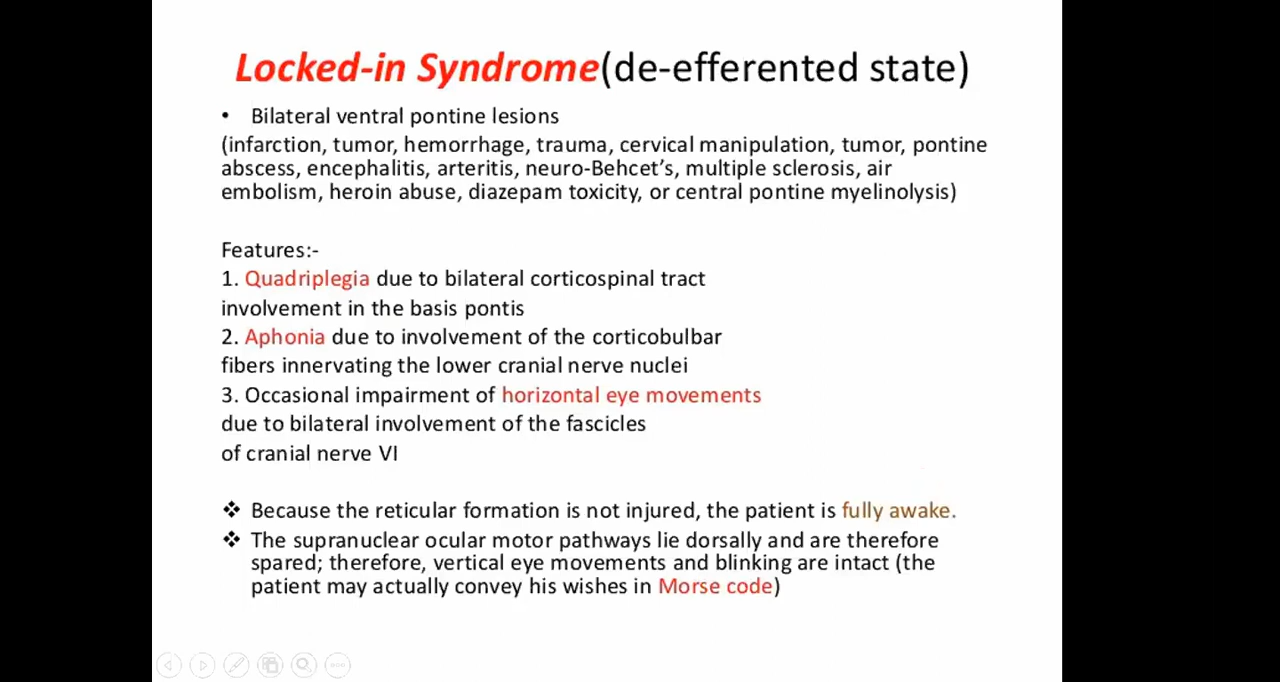 Locked-in Syndrome(de-efferented state)
• Bilateral ventral pontine lesions
(infarction, tumor, hemorrhage, trauma, cervical manipulation, tumor, pontine
abscess, encephalitis, arteritis, neuro-Behcet's, multiple sclerosis, air
embolism, heroin abuse, diazepam toxicity, or central pontine myelinolysis)
Features:-
1. Quadriplegia due to bilateral corticospinal tract
involvement in the basis pontis
2. Aphonia due to involvement of the corticobulbar
fibers innervating the lower cranial nerve nuclei
3. Occasional impairment of horizontal eye movements
due to bilateral involvement of the fascicles
of cranial nerve VI
❖ Because the reticular formation is not injured, the patient is fully awake.
❖ The supranuclear ocular motor pathways lie dorsally and are therefore
spared; therefore, vertical eye movements and blinking are intact (the
patient may actually convey his wishes in Morse code)